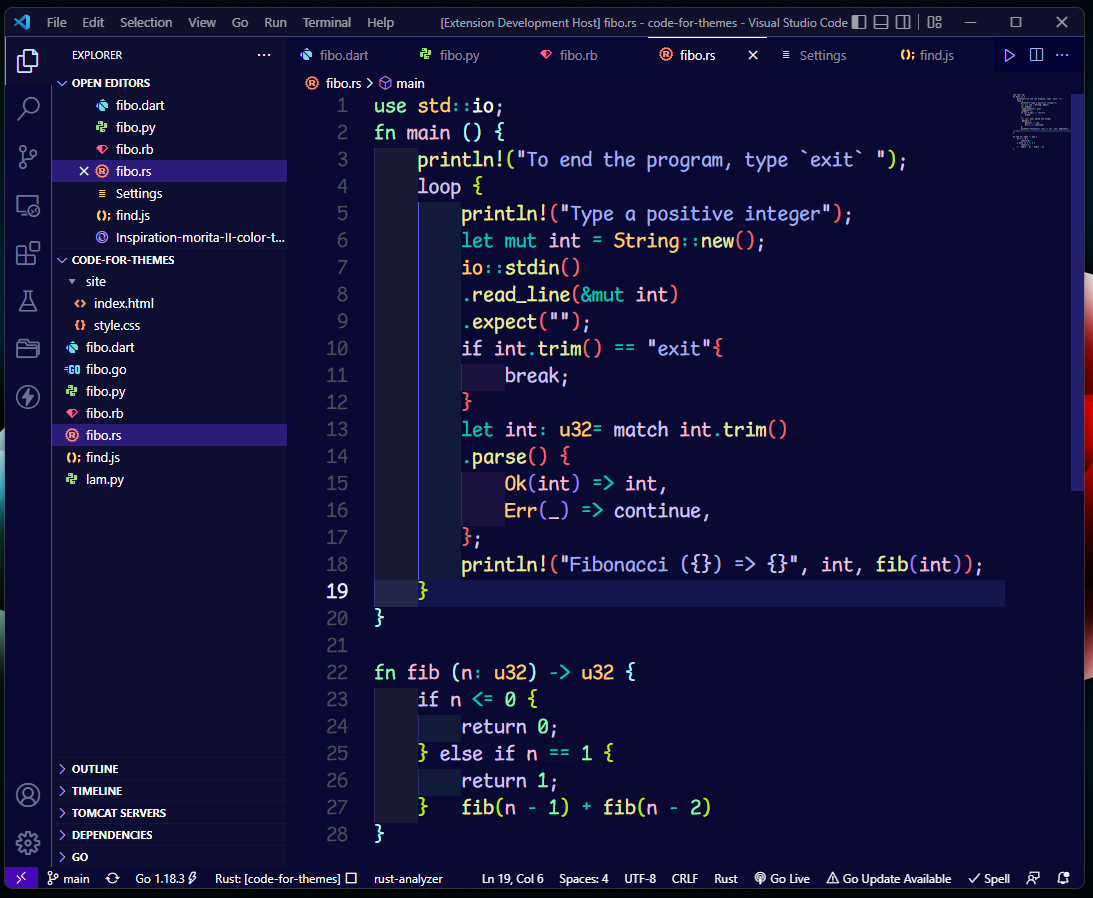 File Edit Selection View Go Run Terminal Help [Extension Development Host] fibo.rs - code-for-themes - Visual Studio Code
EXPLORER
fibo.dart fibo.py fibo.rb fibo.rs Settings find.js
OPEN EDITORS
fibo.dart
fibo.py
fibo.rb
fibo.rs
Settings
find.js
Inspiration-morita-II-color-t...
CODE-FOR-THEMES
site
index.html
style.css
fibo.dart
fibo.go
fibo.py
fibo.rb
fibo.rs
find.js
lam.py
OUTLINE
TIMELINE
TOMCAT SERVERS
DEPENDENCIES
GO
fibo.rs > main
1 use std::io;
2 fn main () {
3 println!("To end the program, type `exit` ");
4 loop {
5 println!("Type a positive integer");
6 let mut int = String::new();
7 io::stdin()
8 .read_line(&mut int)
9 .expect("");
10 if int.trim() == "exit"{
11 break;
12 }
13 let int: u32= match int.trim()
14 .parse() {
15 Ok(int) => int,
16 Err(_) => continue,
17 };
18 println!("Fibonacci ({}) => {}", int, fib(int));
19 }
20 }
21
22 fn fib (n: u32) -> u32 {
23 if n <= 0 {
24 return 0;
25 } else if n == 1 {
26 return 1;
27 } fib(n - 1) + fib(n - 2)
28 }
main Go 1.18.3 Rust: [code-for-themes] rust-analyzer Ln 19, Col 6 Spaces: 4 UTF-8 CRLF Rust Go Live Go Update Available Spell